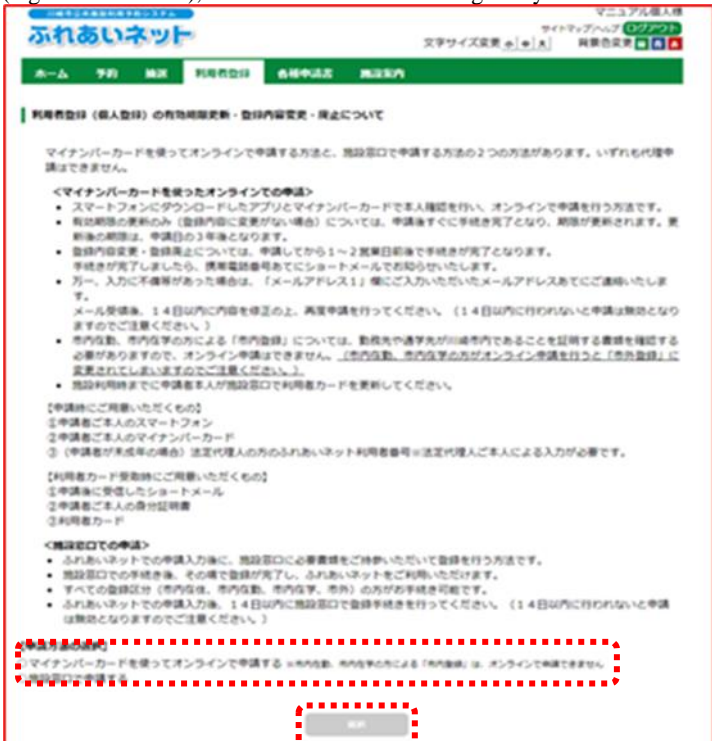 川崎市公共施設利用予約システム
マニュアル個人様
ふれあいネット
サイトマップ/ヘルプ ログアウト
文字サイズ変更 小 中 大 背景色変更
ホーム 予約 抽選 利用者登録 各種申請書 施設案内
利用者登録（個人登録）の有効期限更新・登録内容変更・廃止について
マイナンバーカードを使ってオンラインで申請する方法と、施設窓口で申請する方法の２つの方法があります。いずれも代理申
請はできません。
＜マイナンバーカードを使ったオンラインでの申請＞
• スマートフォンにダウンロードしたアプリとマイナンバーカードで本人確認を行い、オンラインで申請を行う方法です。
• 有効期限の更新のみ（登録内容に変更がない場合）については、申請後すぐに手続き完了となり、期限が更新されます。更
新後の期限は、申請日の３年後となります。
• 登録内容変更・登録廃止については、申請してから１～２営業日前後で手続きが完了となります。
手続きが完了しましたら、携帯電話番号あてにショートメールでお知らせいたします。
• 万一、入力に不備等があった場合は、「メールアドレス１」欄にご入力いただいたメールアドレスあてにご連絡いたしま
す。
メール受領後、１４日以内に内容を修正の上、再度申請を行ってください。（１４日以内に行われないと申請は無効となり
ますのでご注意ください。）
• 市内在勤、市内在学の方による「市内登録」については、勤務先や通学先が川崎市内であることを証明する書類を確認する
必要がありますので、オンライン申請はできません。（市内在勤、市内在学の方がオンライン申請を行うと「市外登録」に
変更されてしまいますのでご注意ください。）
• 施設利用時までに申請者本人が施設窓口で利用者カードを更新してください。
【申請時にご用意いただくもの】
①申請者ご本人のスマートフォン
②申請者ご本人のマイナンバーカード
③（申請者が未成年の場合）法定代理人の方のふれあいネット利用者番号※法定代理人ご本人による入力が必要です。
【利用者カード受取時にご用意いただくもの】
①申請後に受信したショートメール
②申請者ご本人の身分証明書
③利用者カード
＜施設窓口での申請＞
• ふれあいネットでの申請入力後に、施設窓口に必要書類をご持参いただいて登録を行う方法です。
• 施設窓口での手続き後、その場で登録が完了し、ふれあいネットをご利用いただけます。
• すべての登録区分（市内在住、市内在勤、市内在学、市外）の方がお手続き可能です。
• ふれあいネットでの申請入力後、１４日以内に施設窓口で登録手続きを行ってください。（１４日以内に行われないと申請
は無効となりますのでご注意ください。）
【申請方法の選択】
マイナンバーカードを使ってオンラインで申請する ※市内在勤、市内在学の方による「市内登録」は、オンラインで申請できません
施設窓口で申請する